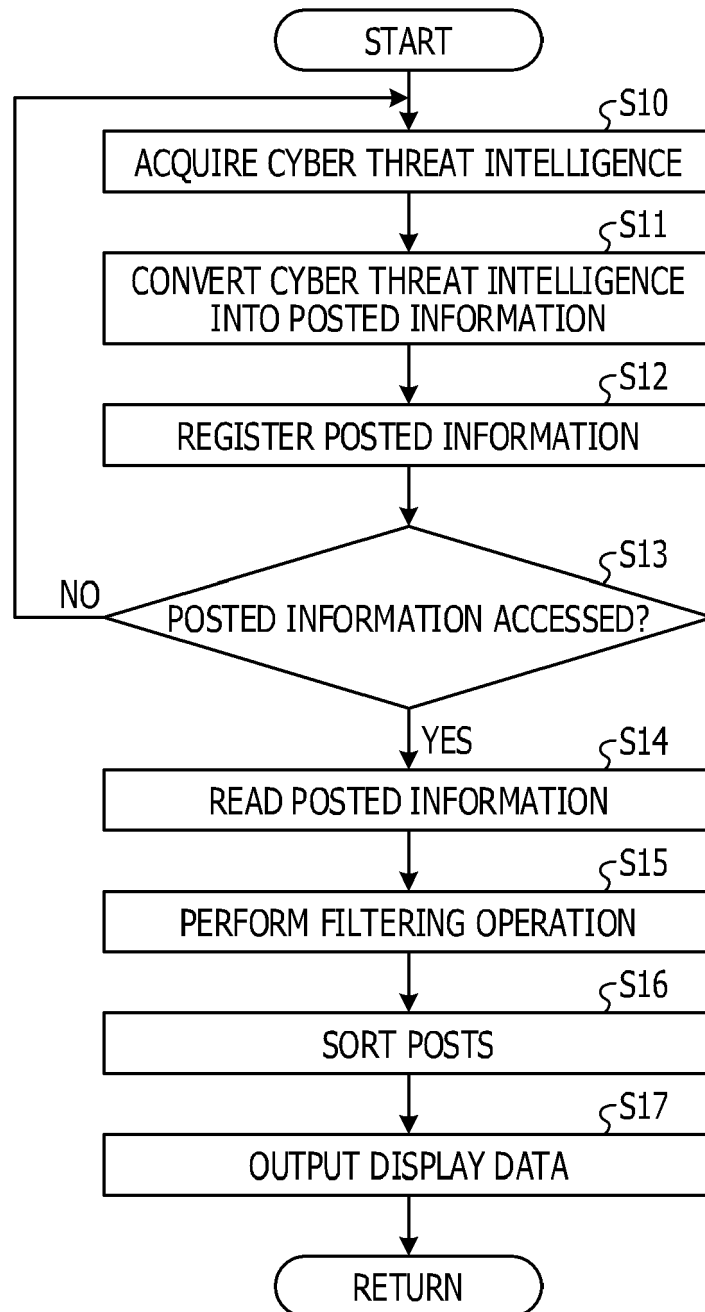 START
S10
ACQUIRE CYBER THREAT INTELLIGENCE
S11
CONVERT CYBER THREAT INTELLIGENCE
INTO POSTED INFORMATION
S12
REGISTER POSTED INFORMATION
S13
NO
POSTED INFORMATION ACCESSED?
YES
S14
READ POSTED INFORMATION
S15
PERFORM FILTERING OPERATION
S16
SORT POSTS
S17
OUTPUT DISPLAY DATA
RETURN